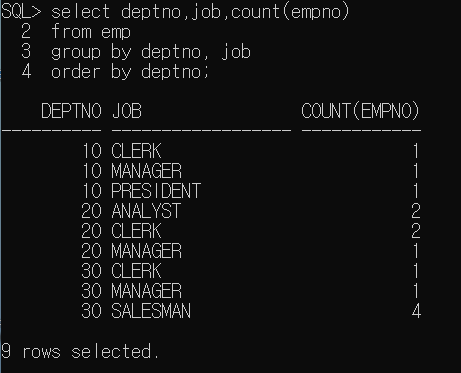 SQL> select deptno,job,count(empno)
  2  from emp
  3  group by deptno, job
  4  order by deptno;
    DEPTNO JOB                COUNT(EMPNO)
---------- ------------------ ------------
        10 CLERK                         1
        10 MANAGER                       1
        10 PRESIDENT                     1
        20 ANALYST                       2
        20 CLERK                         2
        20 MANAGER                       1
        30 CLERK                         1
        30 MANAGER                       1
        30 SALESMAN                      4
9 rows selected.